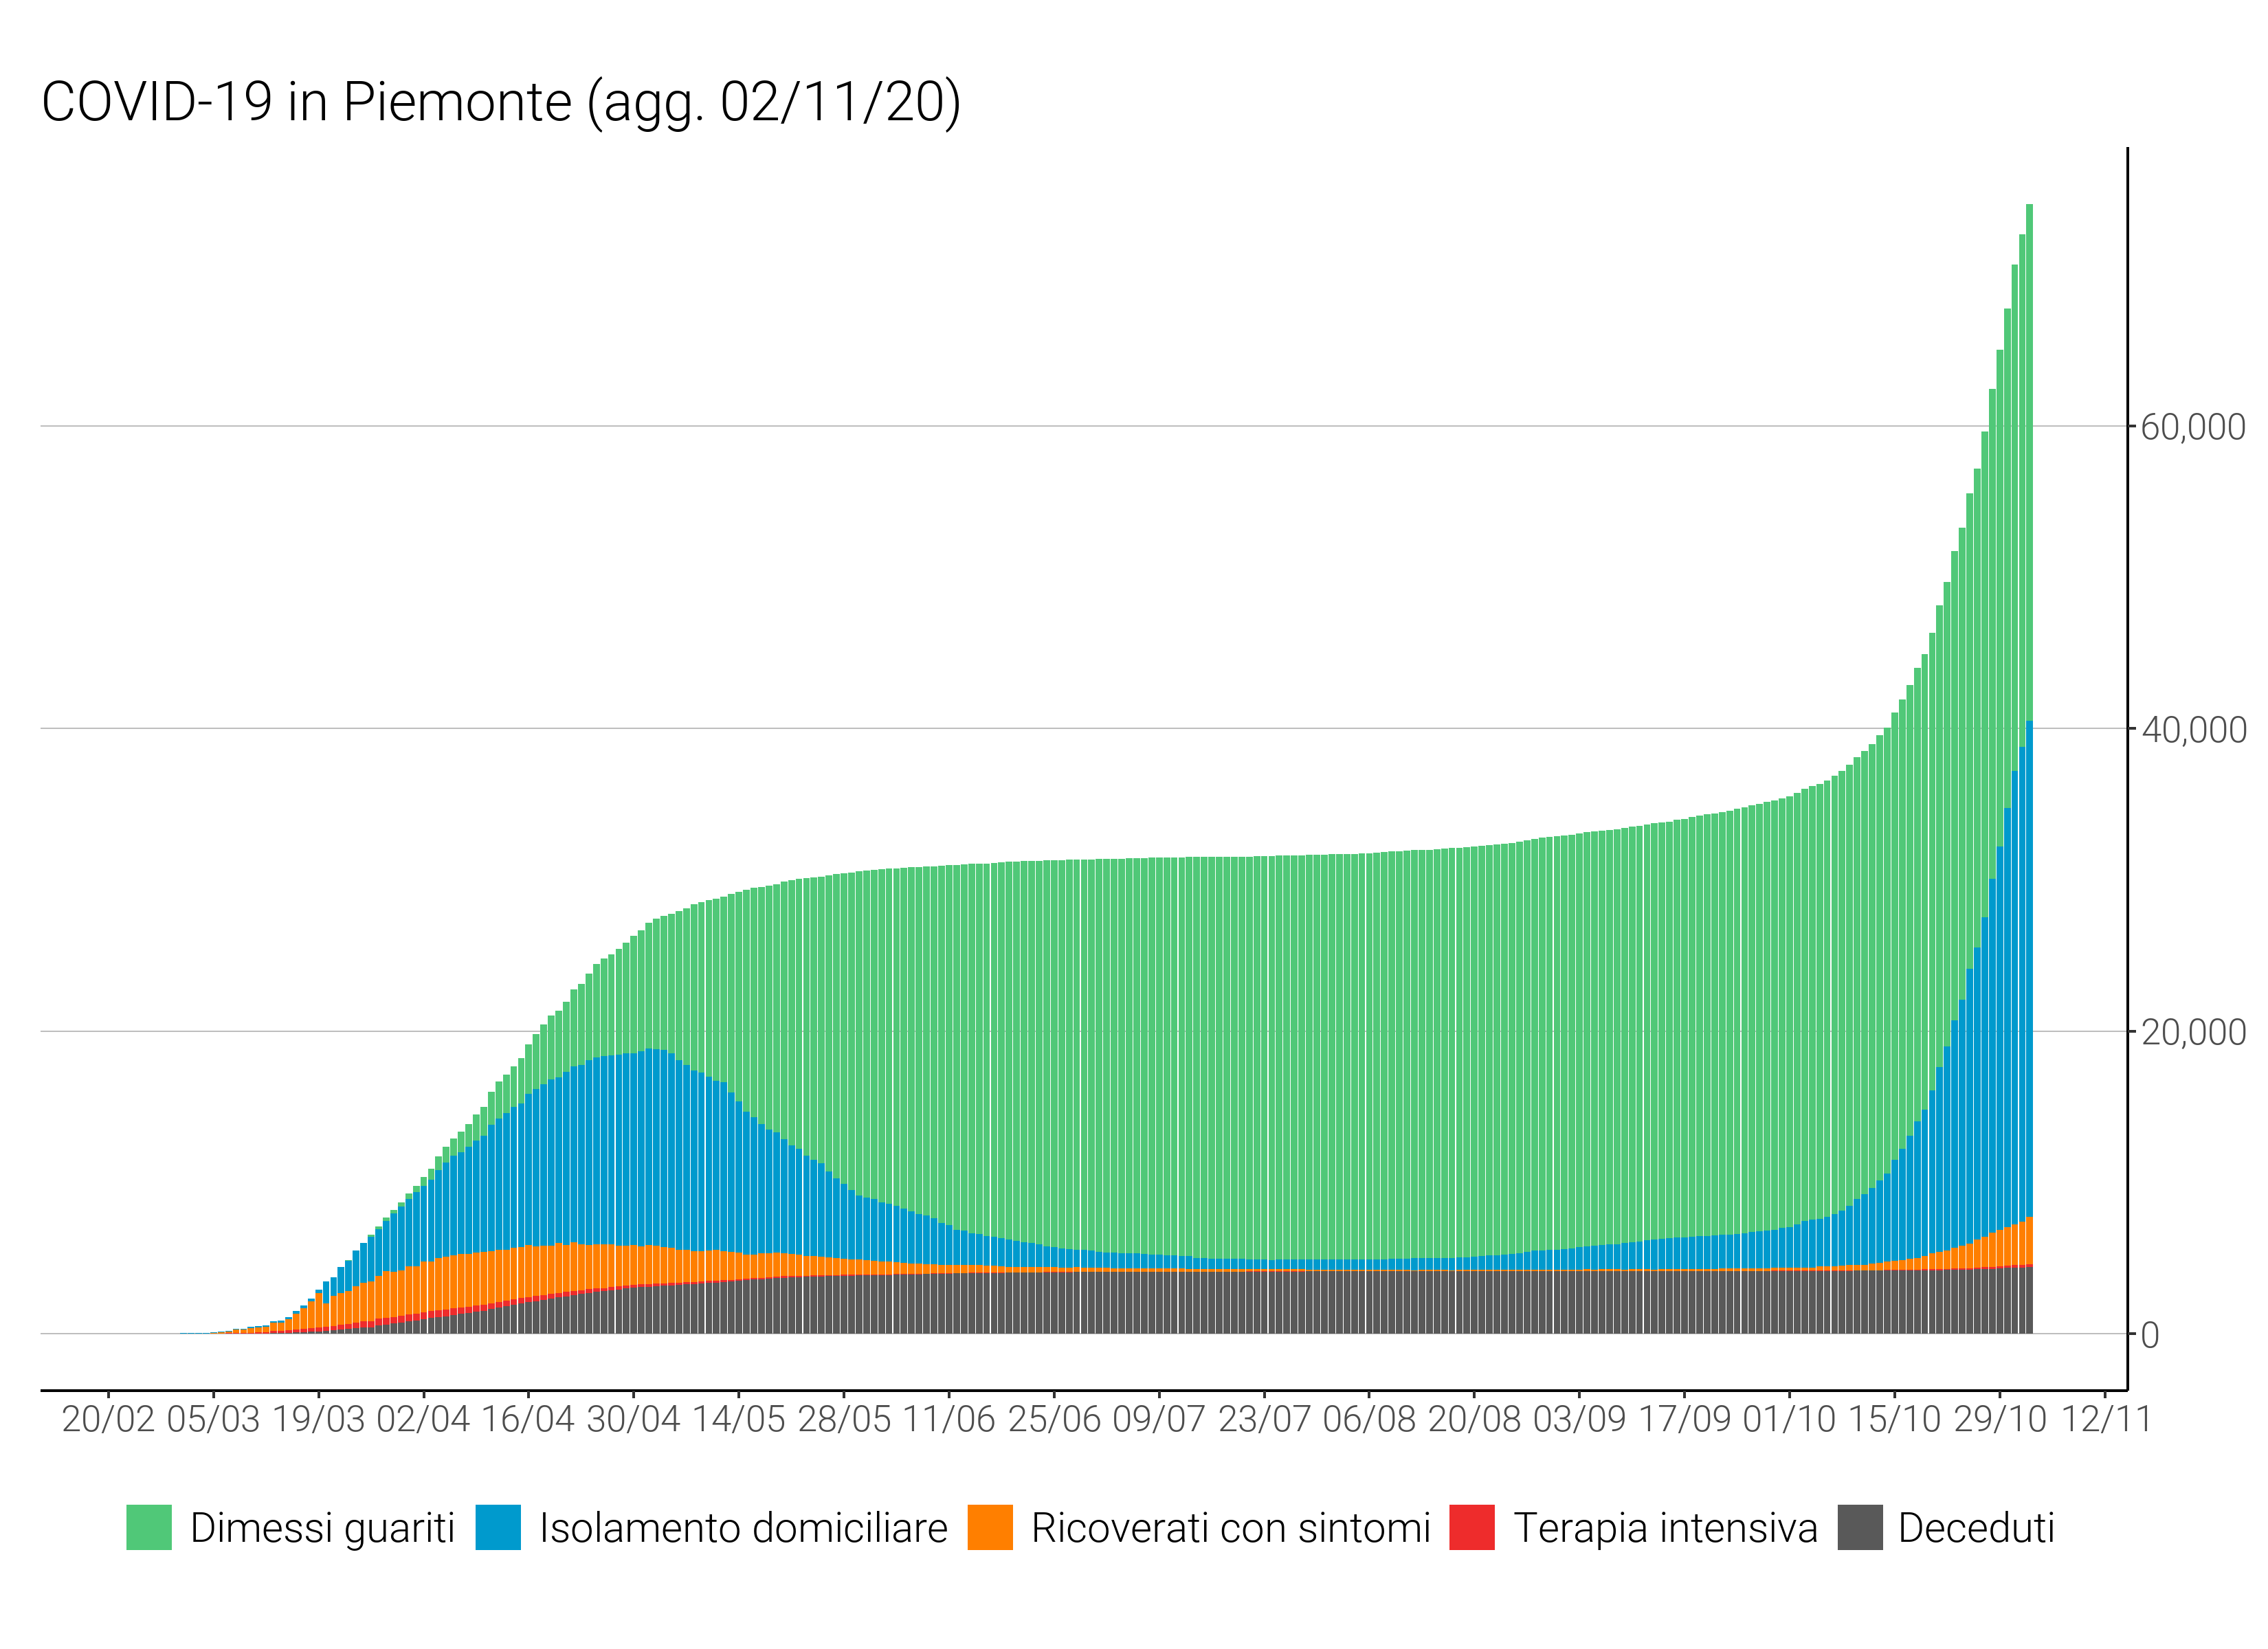 COVID-19 in Piemonte (agg. 02/11/20)
60,000
40,000
20,000
0
20/02 05/03 19/03 02/04 16/04 30/04 14/05 28/05 11/06 25/06 09/07 23/07 06/08 20/08 03/09 17/09 01/10 15/10 29/10 12/11
Dimessi guariti Isolamento domiciliare Ricoverati con sintomi Terapia intensiva Deceduti